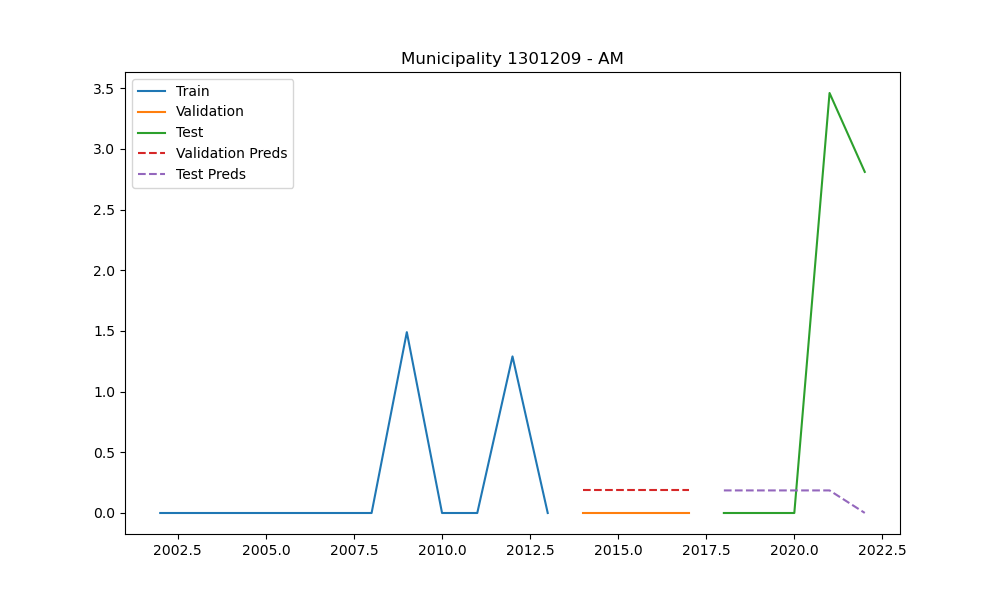 Municipality 1301209 - AM
Train
Validation
Test
Validation Preds
Test Preds
3.5
3.0
2.5
2.0
1.5
1.0
0.5
0.0
2002.5 2005.0 2007.5 2010.0 2012.5 2015.0 2017.5 2020.0 2022.5